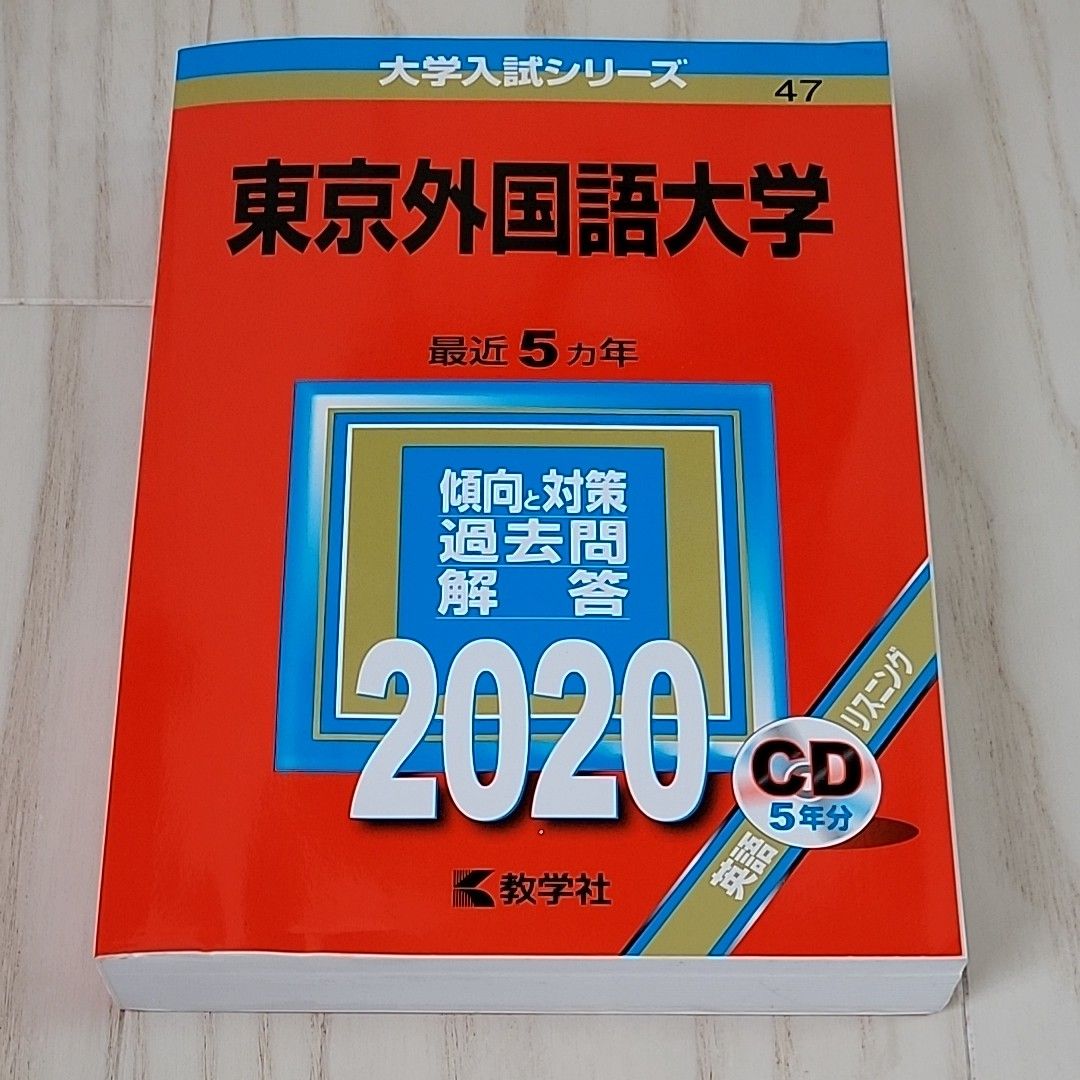 大学入試シリーズ
47
東京外国語大学
最近5ヵ年
傾向と対策
過去問
解答
2020
英語リスニング
CD
5年分
教学社